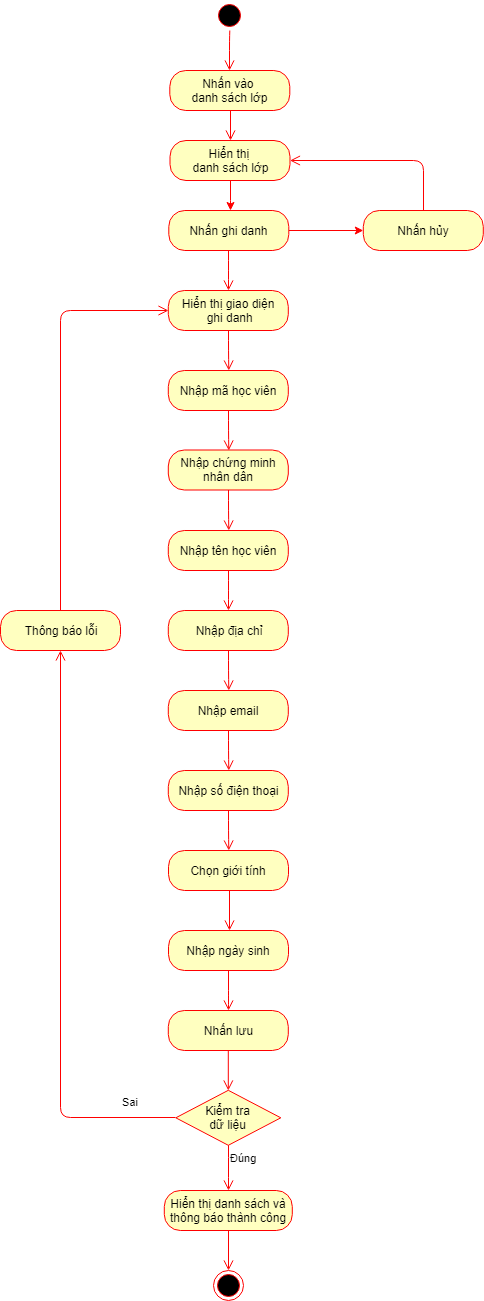 Nhấn vào
danh sách lớp
Hiển thị
danh sách lớp
Nhấn ghi danh
Nhấn hủy
Hiển thị giao diện
ghi danh
Nhập mã học viên
Nhập chứng minh
nhân dân
Nhập tên học viên
Thông báo lỗi
Nhập địa chỉ
Nhập email
Nhập số điện thoại
Chọn giới tính
Nhập ngày sinh
Nhấn lưu
Sai
Kiểm tra
dữ liệu
Đúng
Hiển thị danh sách và
thông báo thành công